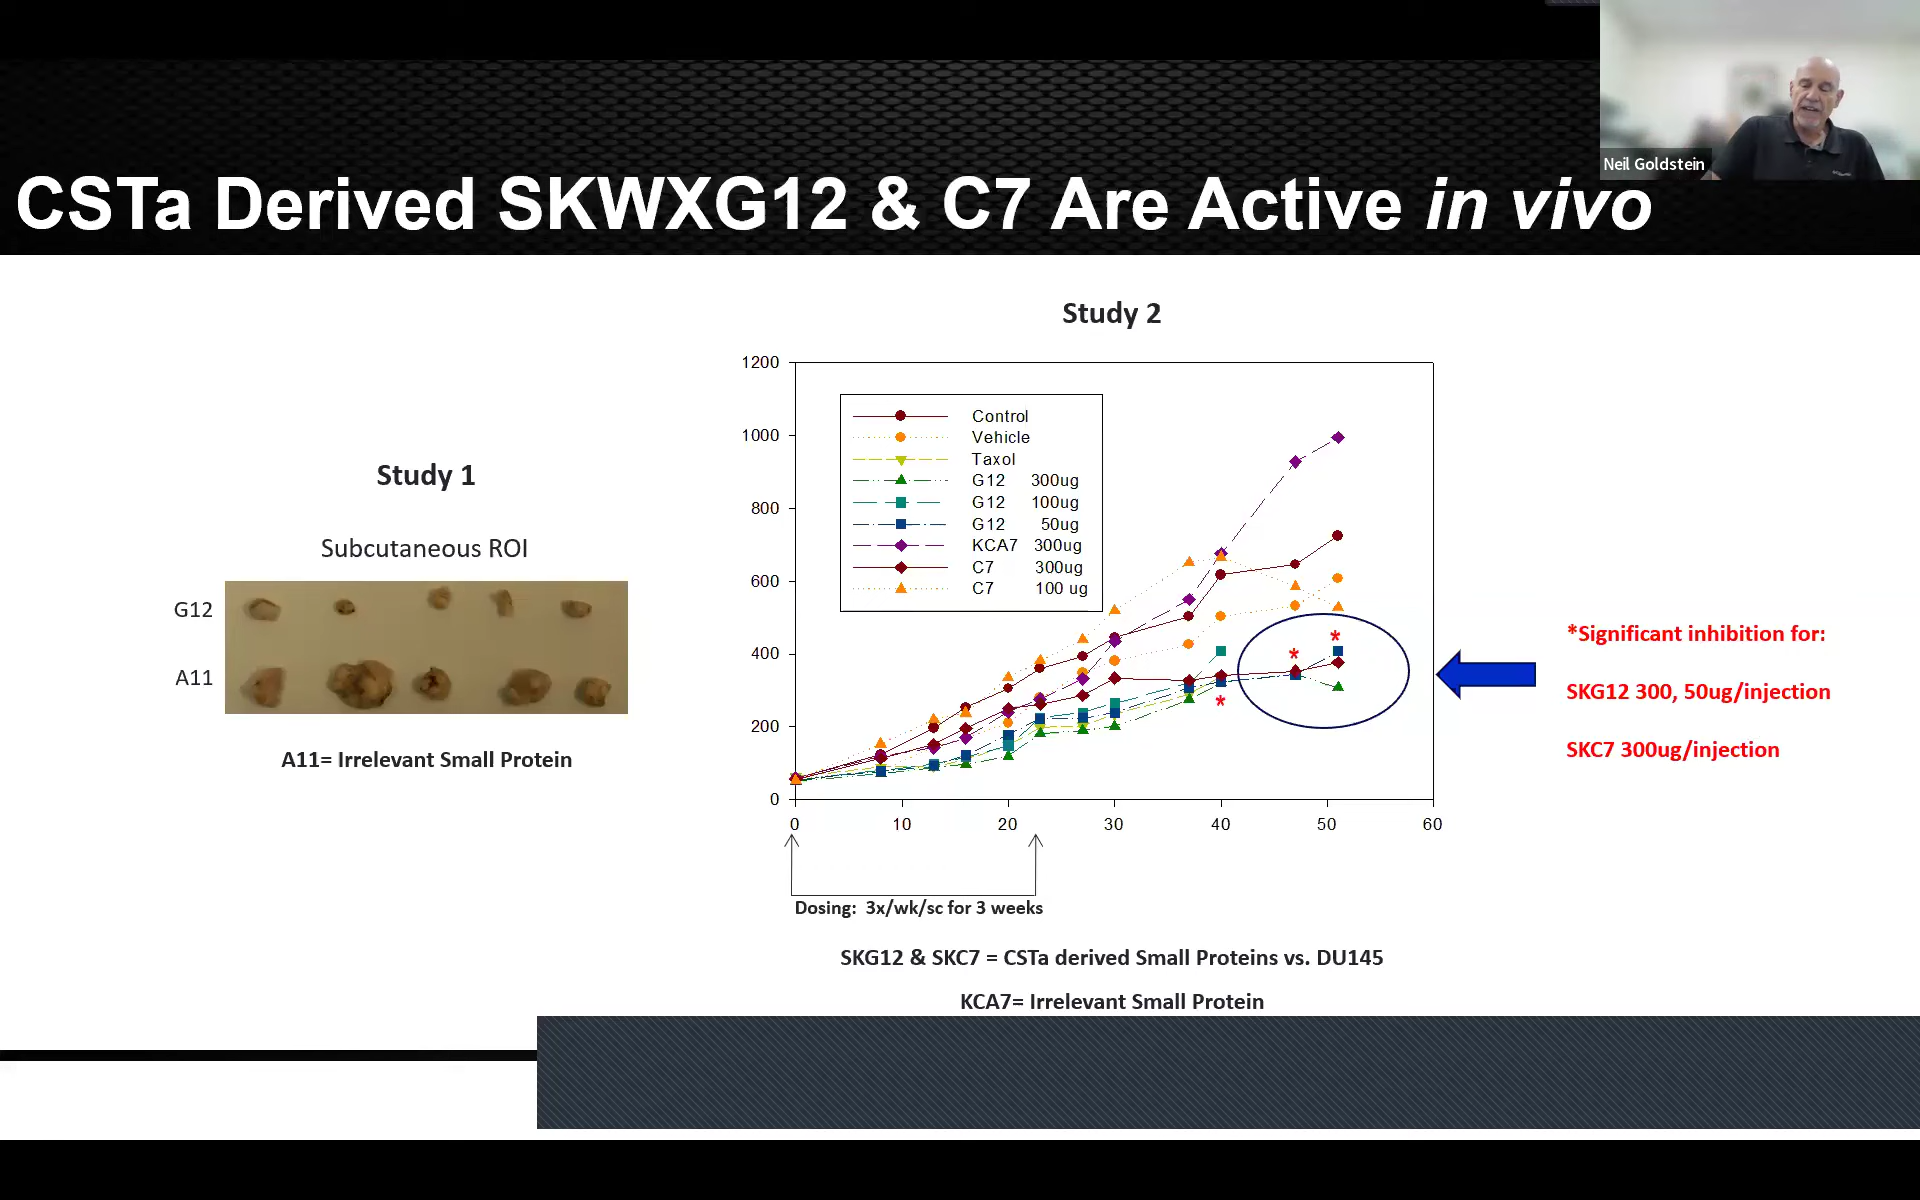 Neil Goldstein
CSTa Derived SKWXG12 & C7 Are Active in vivo
Study 1
Subcutaneous ROI
G12
A11
A11= Irrelevant Small Protein
Study 2
1200
1000
800
600
400
200
0
Control
Vehicle
Taxol
G12 300ug
G12 100ug
G12 50ug
KCA7 300ug
C7 300ug
C7 100 ug
* *
*
0 10 20 30 40 50 60
Dosing: 3x/wk/sc for 3 weeks
SKG12 & SKC7 = CSTa derived Small Proteins vs. DU145
KCA7= Irrelevant Small Protein
*Significant inhibition for:
SKG12 300, 50ug/injection
SKC7 300ug/injection